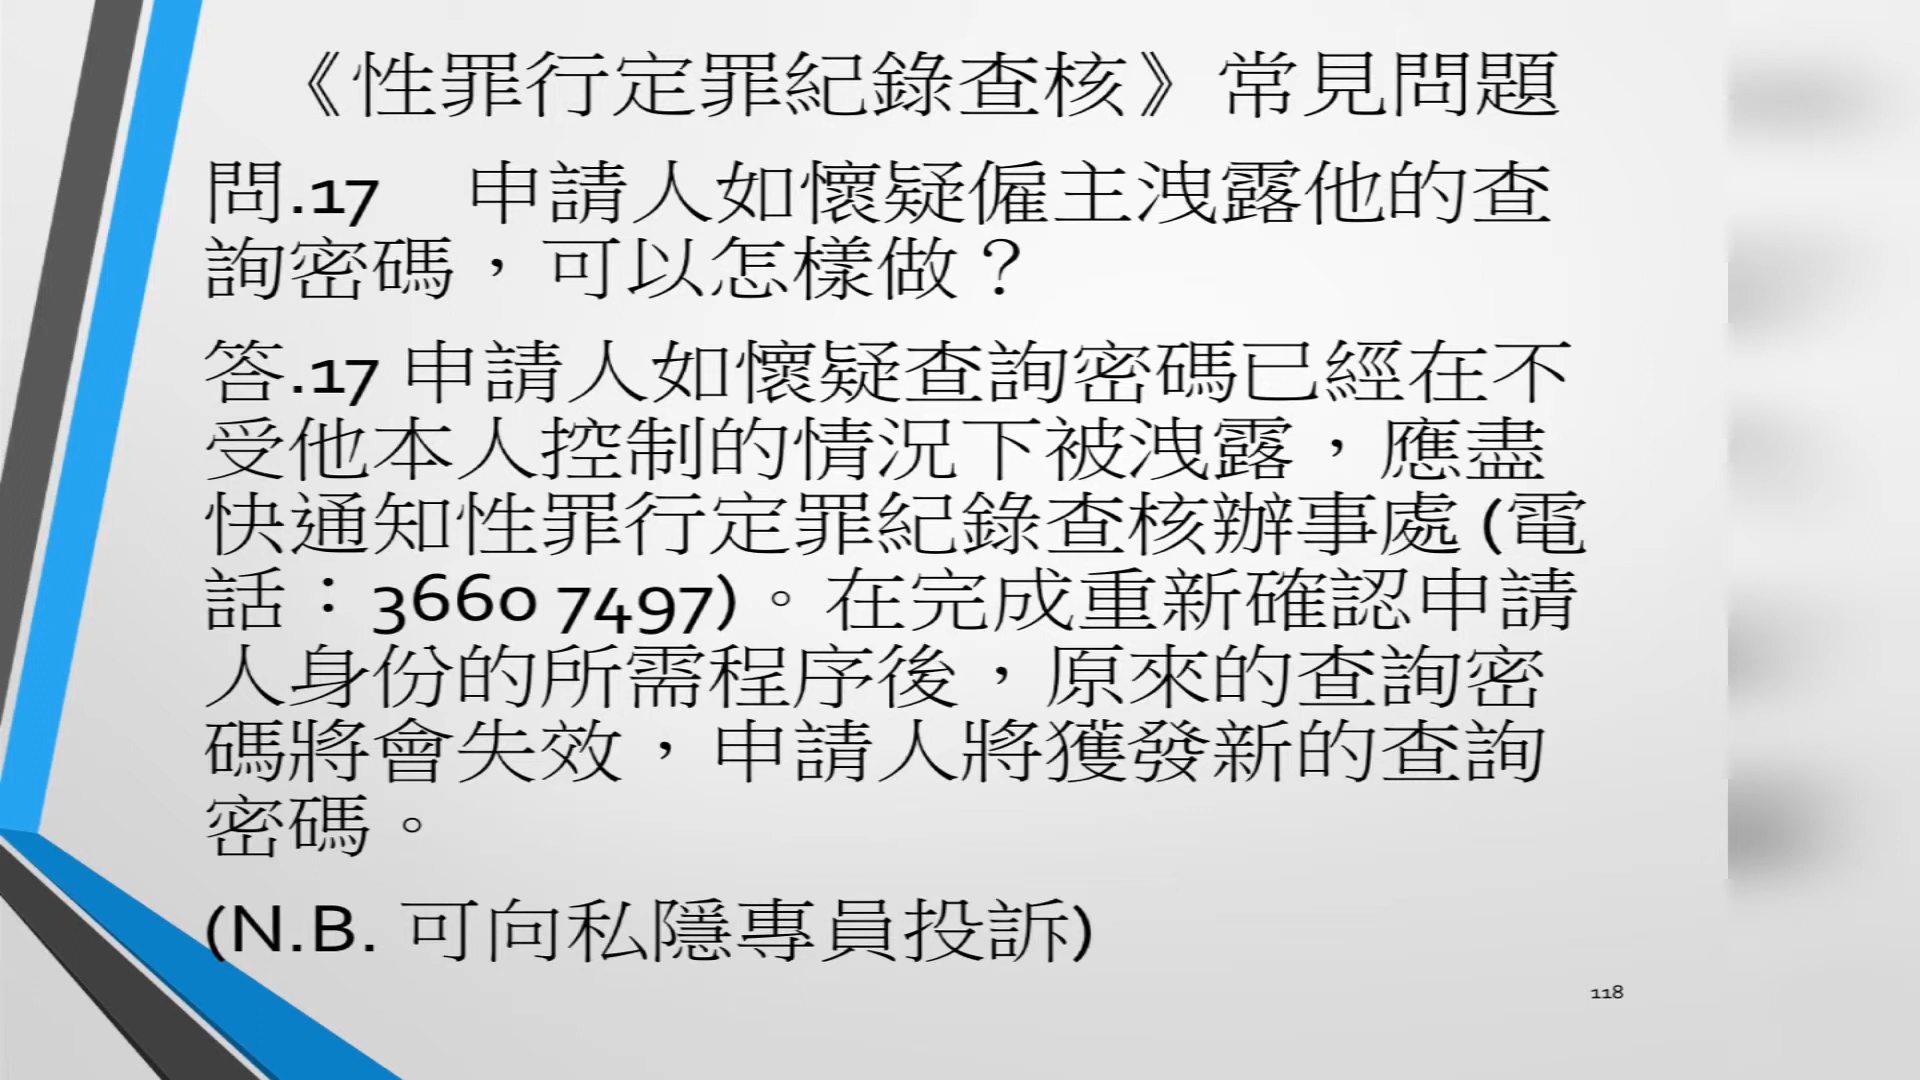 《性罪行定罪紀錄查核》常見問題
問.17　申請人如懷疑僱主洩露他的查
詢密碼，可以怎樣做？
答.17 申請人如懷疑查詢密碼已經在不
受他本人控制的情況下被洩露，應盡
快通知性罪行定罪紀錄查核辦事處 (電
話：3660 7497)。在完成重新確認申請
人身份的所需程序後，原來的查詢密
碼將會失效，申請人將獲發新的查詢
密碼。
(N.B. 可向私隱專員投訴)
118